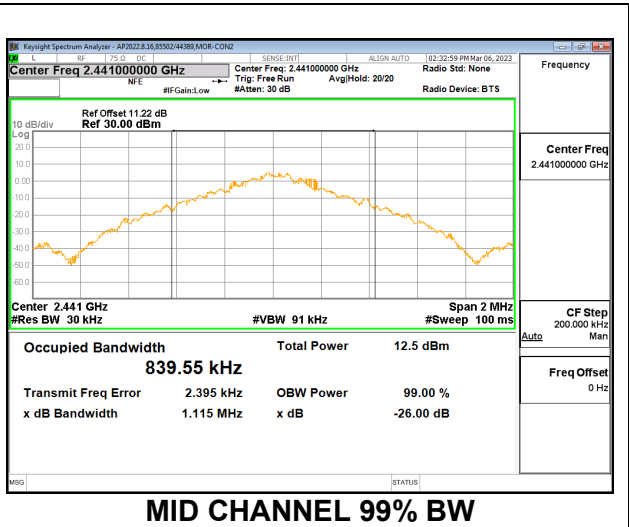 Keysight Spectrum Analyzer - AP2022.8.16,85502/44389,MOR-CON2
L RF 75 Ω DC SENSE:INT ALIGN AUTO 02:32:59 PM Mar 06, 2023
Center Freq 2.441000000 GHz Center Freq: 2.441000000 GHz Radio Std: None Frequency
NFE Trig: Free Run Avg|Hold: 20/20
#IFGain:Low #Atten: 30 dB Radio Device: BTS
Ref Offset 11.22 dB
10 dB/div Ref 30.00 dBm
Log
20.0
10.0
0.00
-10.0
-20.0
-30.0
-40.0
-50.0
-60.0
Center Freq
2.441000000 GHz
Center 2.441 GHz Span 2 MHz
#Res BW 30 kHz #VBW 91 kHz #Sweep 100 ms
CF Step
200.000 kHz
Auto Man
Freq Offset
0 Hz
Occupied Bandwidth Total Power 12.5 dBm
839.55 kHz
Transmit Freq Error 2.395 kHz OBW Power 99.00 %
x dB Bandwidth 1.115 MHz x dB -26.00 dB
MSG STATUS
MID CHANNEL 99% BW